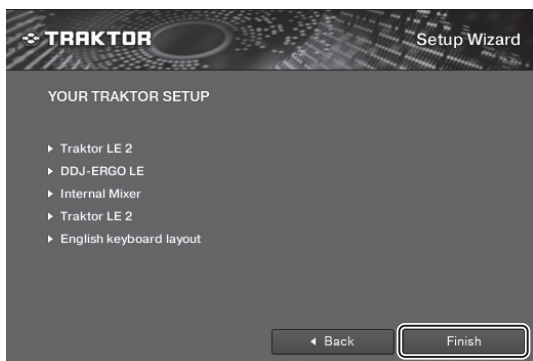 TRAKTOR
Setup Wizard
YOUR TRAKTOR SETUP
Traktor LE 2
DDJ-ERGO LE
Internal Mixer
Traktor LE 2
English keyboard layout
Back
Finish